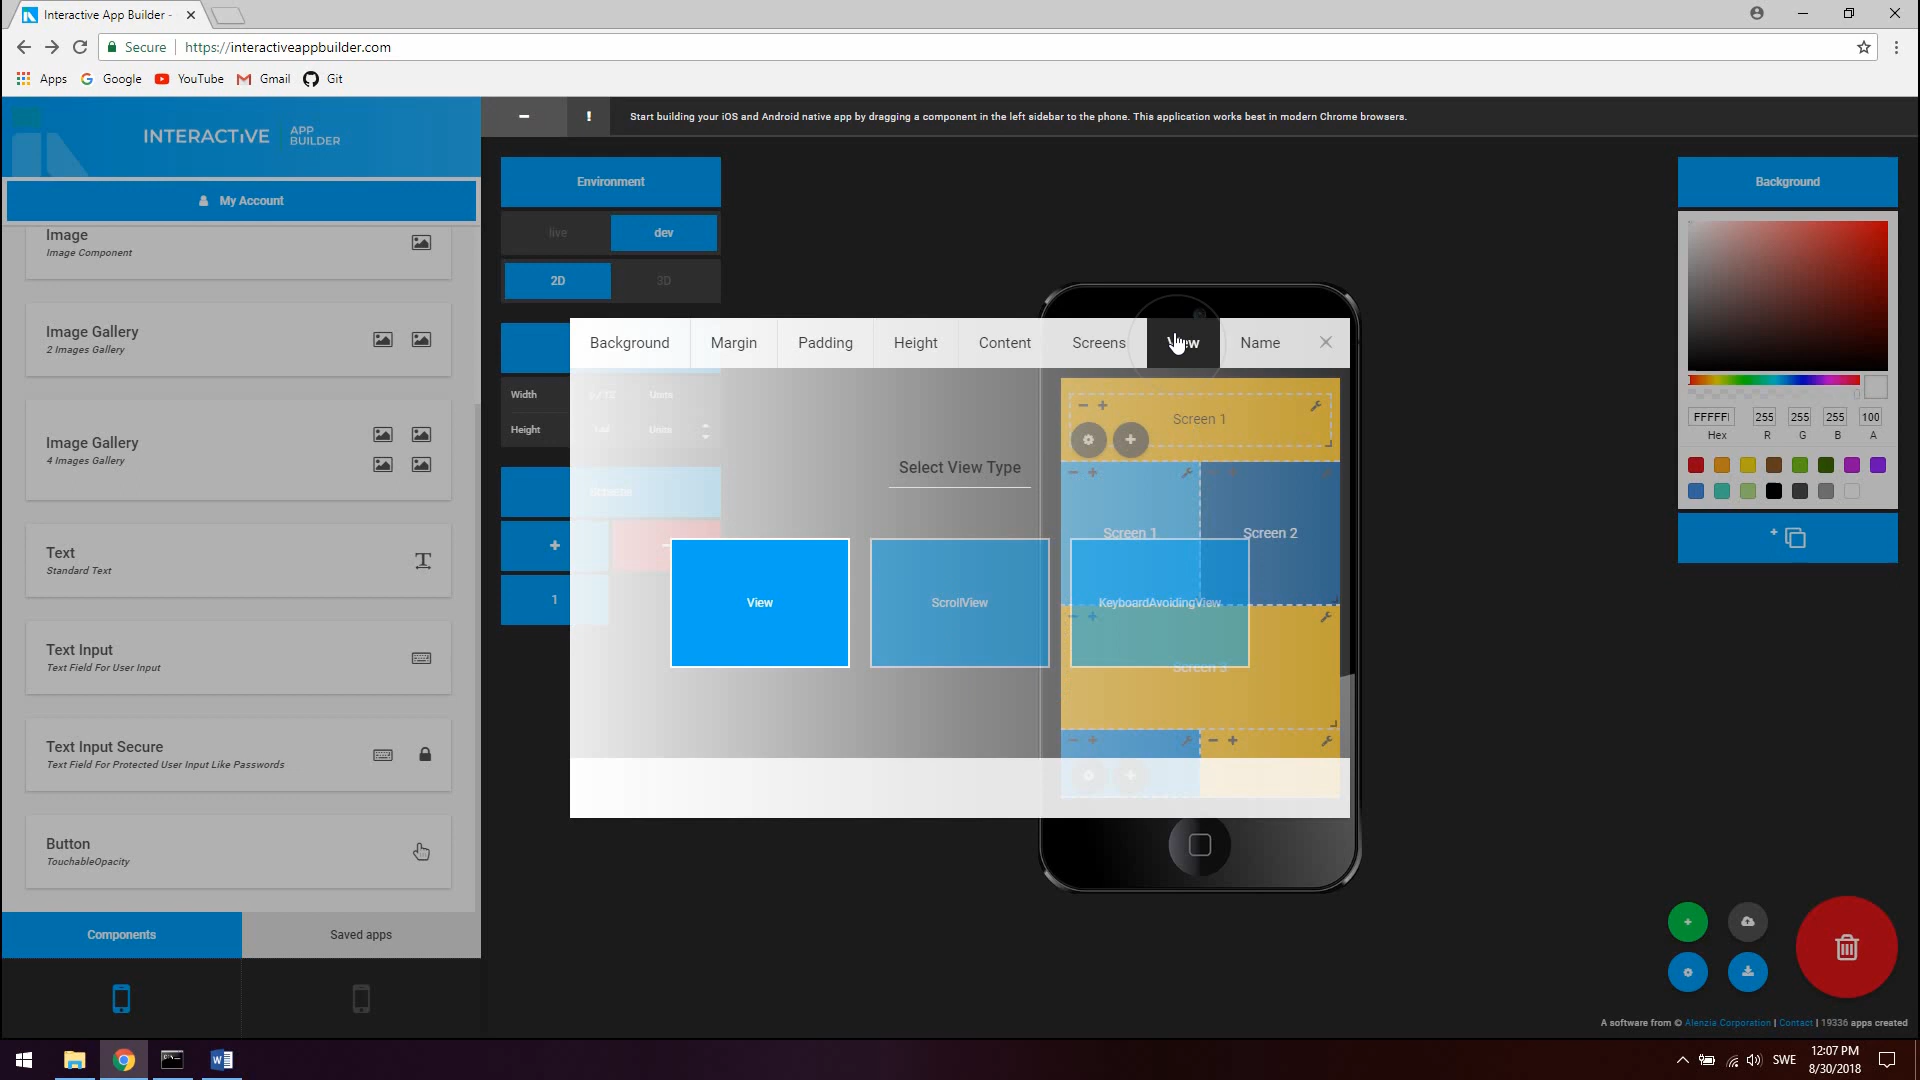 Interactive App Builder -
Secure
https://interactiveappbuilder.com
Apps
Google
YouTube
Gmail
Git
INTERACTIVE
APP
BUILDER
My Account
Image
Image Component
Image Gallery
2 Images Gallery
Image Gallery
4 Images Gallery
Text
Standard Text
Text Input
Text Field For User Input
Text Input Secure
Text Field For Protected User Input Like Passwords
Button
TouchableOpacity
Components
Saved apps
Start building your iOS and Android native app by dragging a component in the left sidebar to the phone. This application works best in modern Chrome browsers.
Environment
live
dev
2D
3D
Width
Units
Height
Units
1
Background
Margin
Padding
Height
Content
Screens
Name
Select View Type
View
ScrollView
KeyboardAvoidingView
Screen 1
Screen 1
Screen 2
Screen 3
Background
FFFFF
255
255
255
100
Hex
R
G
B
A
A software from © Alenzia Corporation | Contact | 19336 apps created
SWE
12:07 PM
8/30/2018